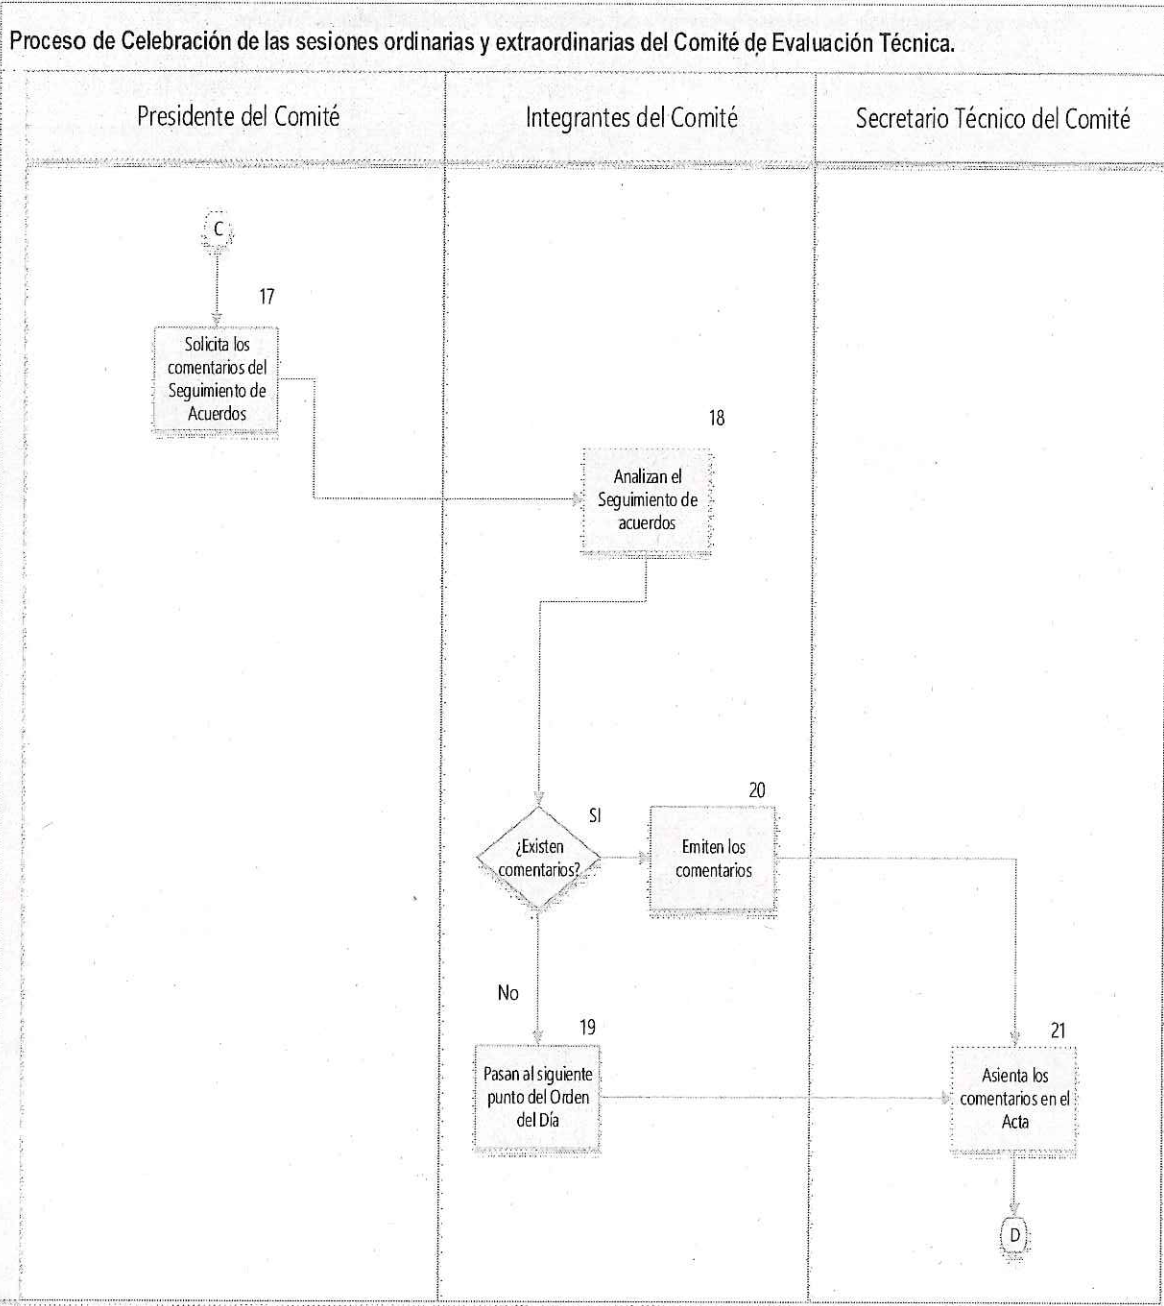 Proceso de Celebración de las sesiones ordinarias y extraordinarias del Comité de Evaluación Técnica.
Presidente del Comité
Integrantes del Comité
Secretario Técnico del Comité
C
17
Solicita los
comentarios del
Seguimiento de
Acuerdos
18
Analizan el
Seguimiento de
acuerdos
¿Existen
comentarios?
SI
20
Emiten los
comentarios
No
19
Pasan al siguiente
punto del Orden
del Día
21
Asienta los
comentarios en el
Acta
D